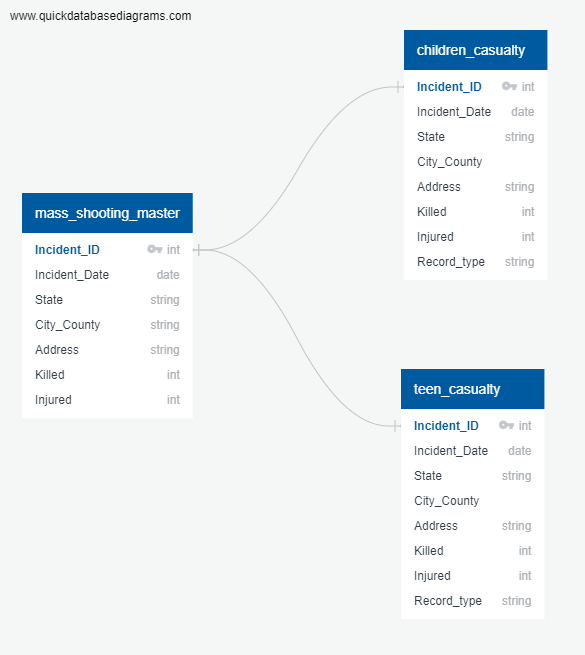 www.quickdatabasediagrams.com
mass_shooting_master
Incident_ID int
Incident_Date date
State string
City_County string
Address string
Killed int
Injured int
children_casualty
Incident_ID int
Incident_Date date
State string
City_County
Address string
Killed int
Injured int
Record_type string
teen_casualty
Incident_ID int
Incident_Date date
State string
City_County
Address string
Killed int
Injured int
Record_type string